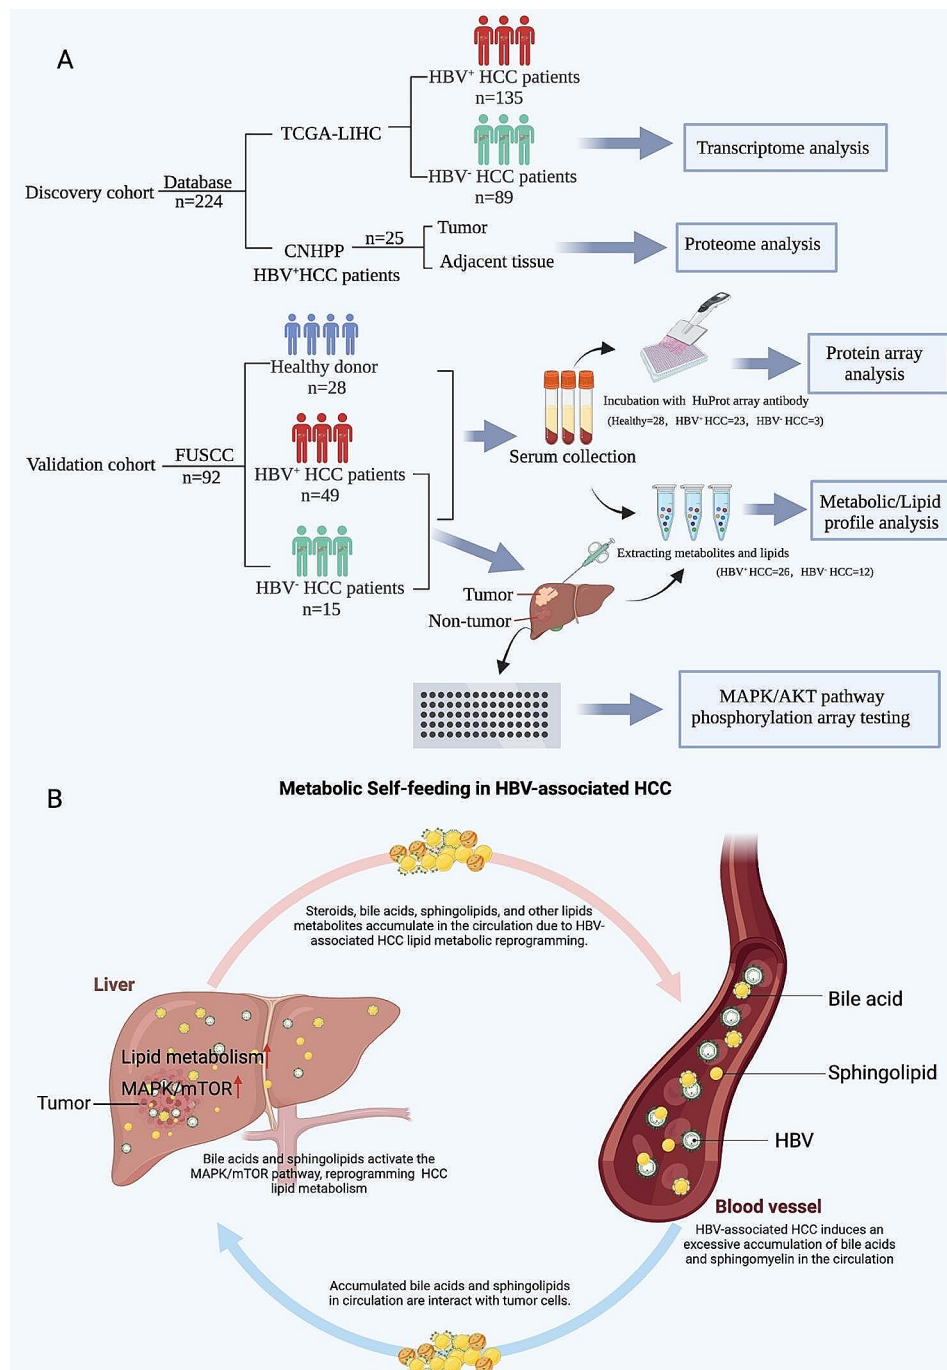 A
HBV⁺ HCC patients
n=135
TCGA-LIHC
HBV⁻ HCC patients
n=89
Transcriptome analysis
Discovery cohort
Database
n=224
CNHPP
HBV⁺HCC patients
n=25
Tumor
Adjacent tissue
Proteome analysis
Healthy donor
n=28
Validation cohort
FUSCC
n=92
HBV⁺ HCC patients
n=49
HBV⁻ HCC patients
n=15
Serum collection
Incubation with HuProt array antibody
(Healthy=28, HBV⁺HCC=23, HBV⁻HCC=3)
Protein array
analysis
Extracting metabolites and lipids
(HBV⁺HCC=26, HBV⁻HCC=12)
Metabolic/Lipid
profile analysis
Tumor
Non-tumor
MAPK/AKT pathway
phosphorylation array testing
B
Metabolic Self-feeding in HBV-associated HCC
Steroids, bile acids, sphingolipids, and other lipids
metabolites accumulate in the circulation due to HBV-
associated HCC lipid metabolic reprogramming.
Liver
Lipid metabolism
MAPK/mTOR
Tumor
Bile acids and sphingolipids activate the
MAPK/mTOR pathway, reprogramming HCC
lipid metabolism
Bile acid
Sphingolipid
HBV
Blood vessel
HBV-associated HCC induces an
excessive accumulation of bile acids
and sphingomyelin in the circulation
Accumulated bile acids and sphingolipids
in circulation are interact with tumor cells.